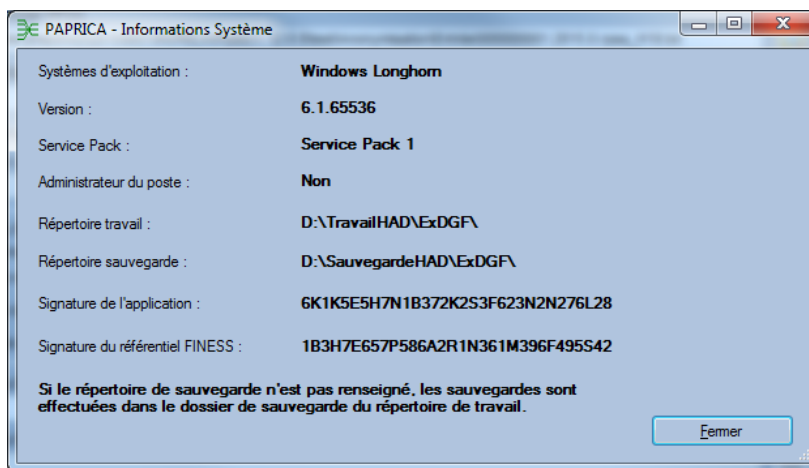 PAPRICA - Informations Système
Systèmes d'exploitation : Windows Longhorn
Version : 6.1.65536
Service Pack : Service Pack 1
Administrateur du poste : Non
Répertoire travail : D:\TravailHAD\ExDGF\
Répertoire sauvegarde : D:\SauvegardeHAD\ExDGF\
Signature de l'application : 6K1K5E5H7N1B372K2S3F623N2N276L28
Signature du référentiel FINESS : 1B3H7E657P586A2R1N361M396F495S42
Si le répertoire de sauvegarde n'est pas renseigné, les sauvegardes sont
effectuées dans le dossier de sauvegarde du répertoire de travail.
Fermer